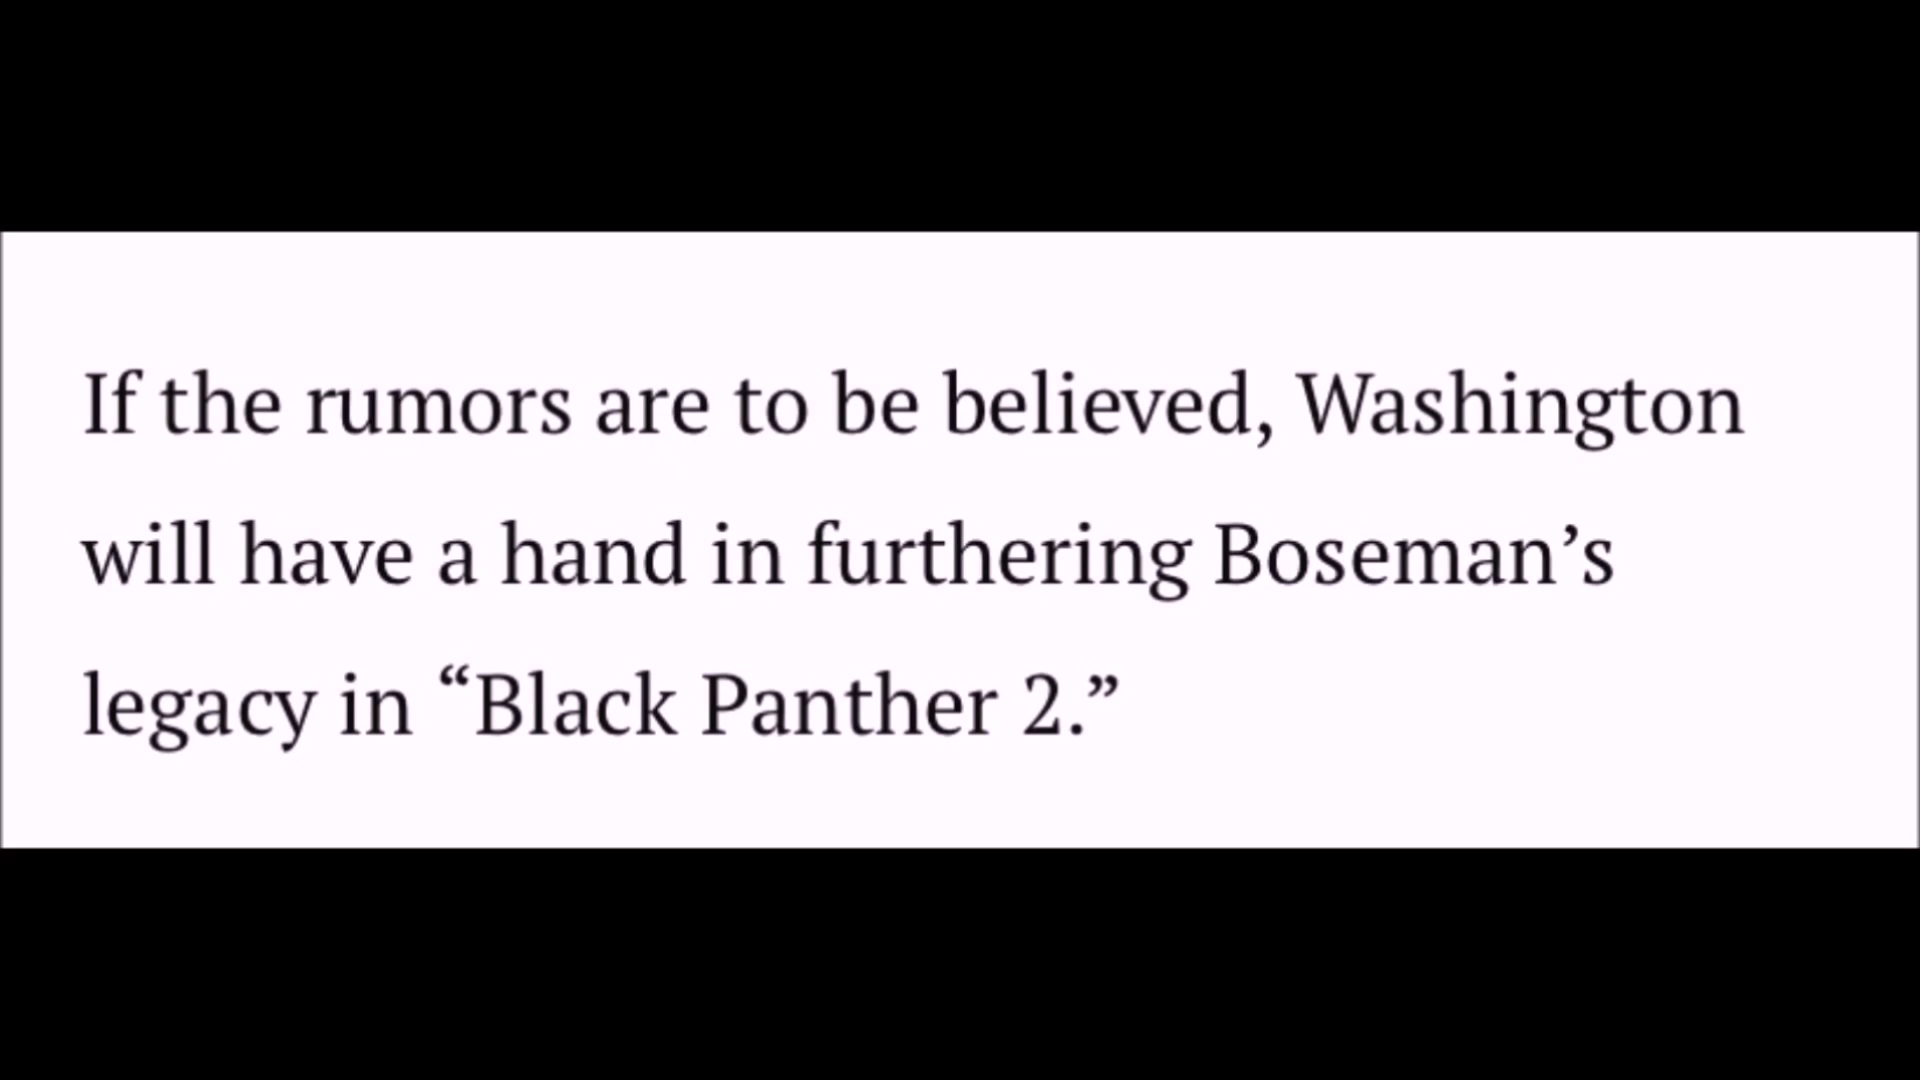 If the rumors are to be believed, Washington
will have a hand in furthering Boseman’s
legacy in “Black Panther 2.”